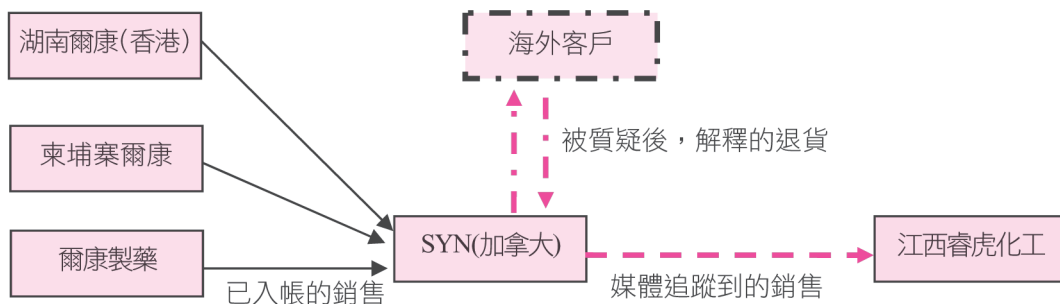 湖南爾康(香港)
海外客戶
柬埔寨爾康
被質疑後，解釋的退貨
爾康製藥
SYN(加拿大)
江西睿虎化工
已入帳的銷售
媒體追蹤到的銷售